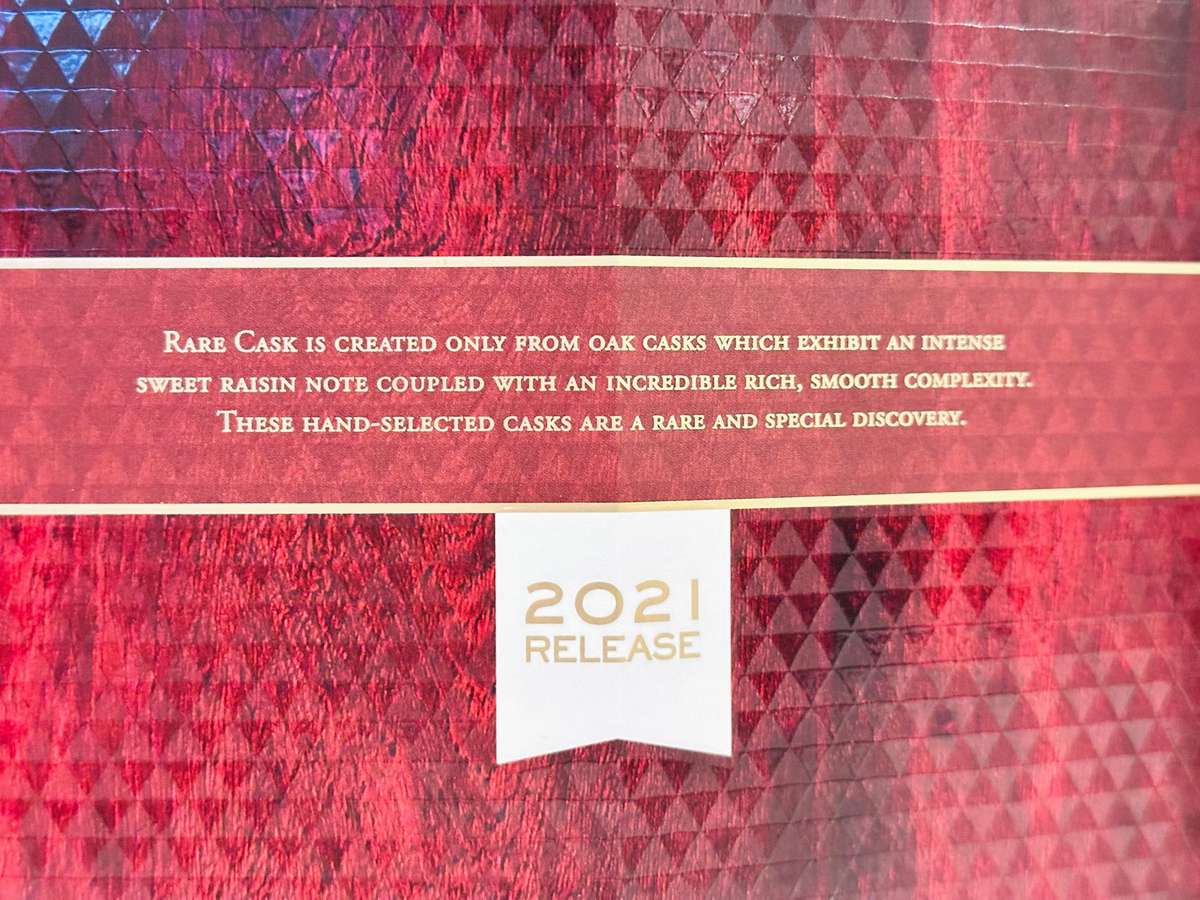 Rare Cask is created only from oak casks which exhibit an intense
sweet raisin note coupled with an incredible rich, smooth complexity.
These hand-selected casks are a rare and special discovery.
2021
RELEASE